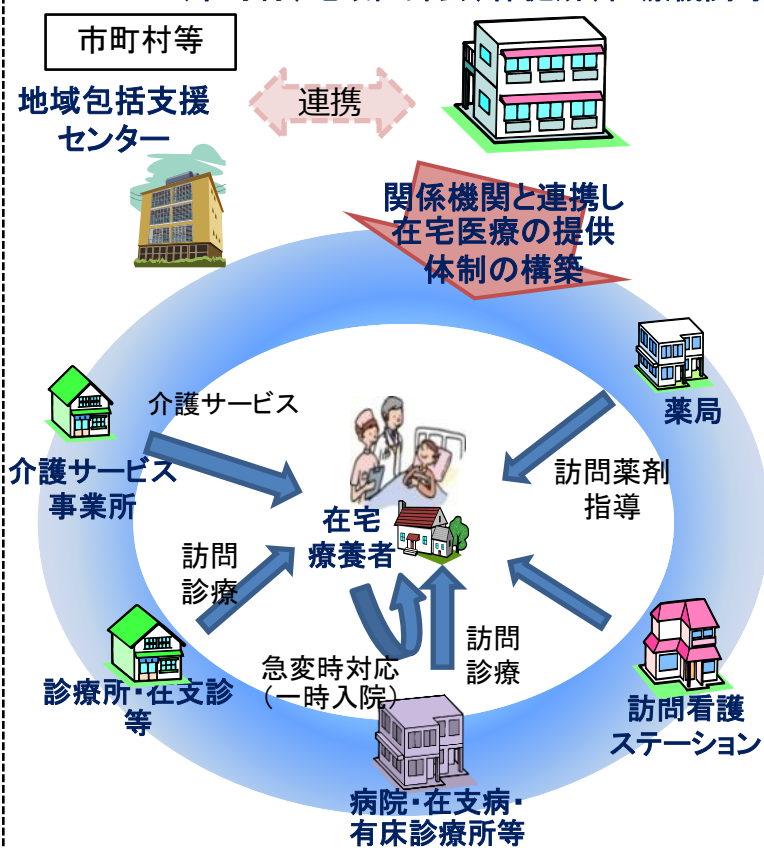 市町村等
地域包括支援
センター
連携
関係機関と連携し
在宅医療の提供
体制の構築
薬局
介護サービス
介護サービス
事業所
訪問薬剤
指導
在宅
療養者
訪問
診療
急変時対応
（一時入院）
訪問
診療
診療所・在支診
等
訪問看護
ステーション
病院・在支病・
有床診療所等